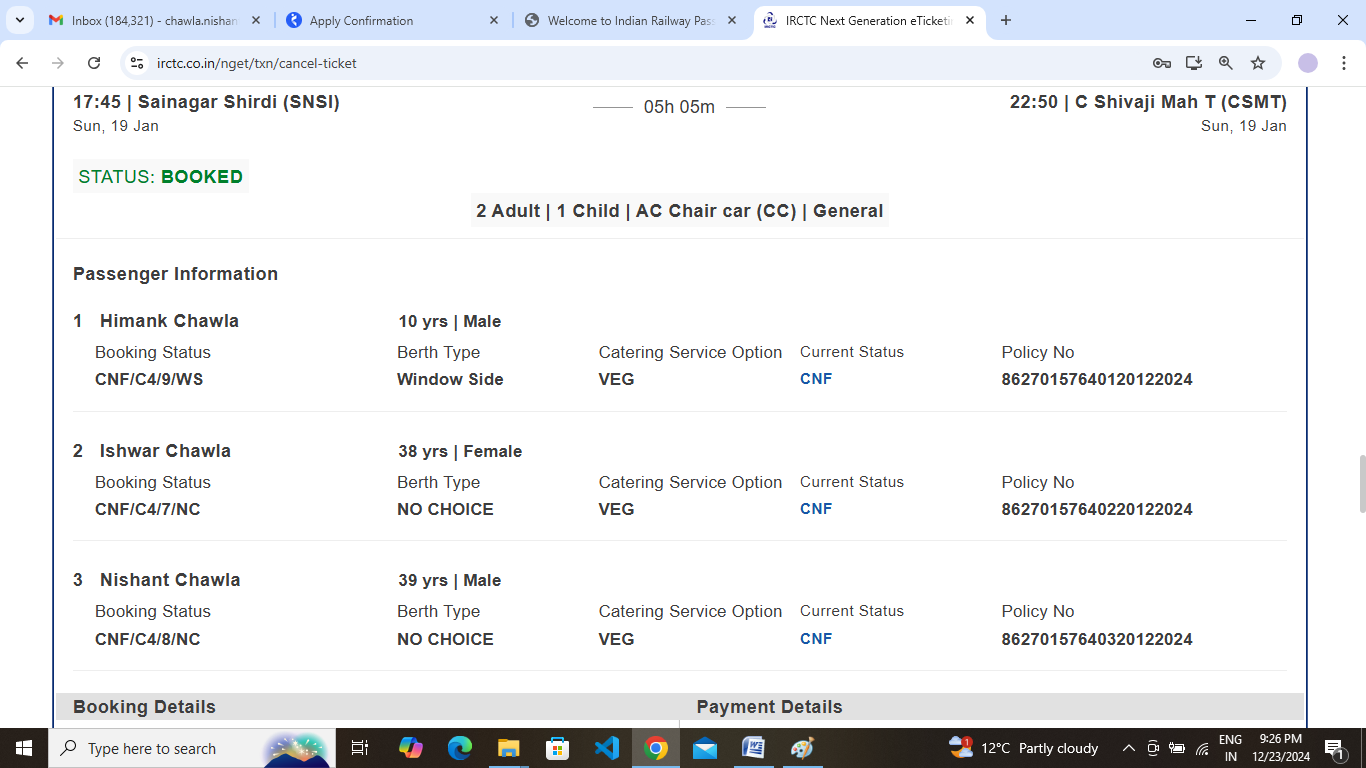 Inbox (184,321) - chawla.nishan
Apply Confirmation
Welcome to Indian Railway Pas
IRCTC Next Generation eTicketi
irctc.co.in/nget/txn/cancel-ticket
17:45 | Sainagar Shirdi (SNSI) 05h 05m 22:50 | C Shivaji Mah T (CSMT)
Sun, 19 Jan Sun, 19 Jan
STATUS: BOOKED
2 Adult | 1 Child | AC Chair car (CC) | General
Passenger Information
1 Himank Chawla 10 yrs | Male
Booking Status Berth Type Catering Service Option Current Status Policy No
CNF/C4/9/WS Window Side VEG CNF 86270157640120122024
2 Ishwar Chawla 38 yrs | Female
Booking Status Berth Type Catering Service Option Current Status Policy No
CNF/C4/7/NC NO CHOICE VEG CNF 86270157640220122024
3 Nishant Chawla 39 yrs | Male
Booking Status Berth Type Catering Service Option Current Status Policy No
CNF/C4/8/NC NO CHOICE VEG CNF 86270157640320122024
Booking Details Payment Details
Type here to search
1
12°C Partly cloudy
ENG
IN
9:26 PM
12/23/2024
1